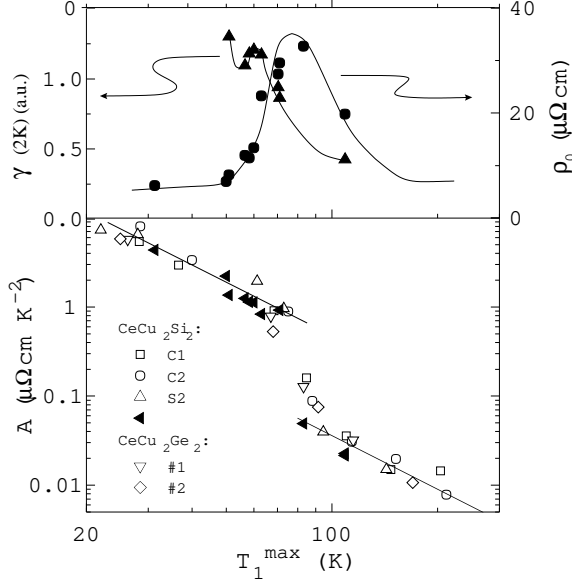 0 40
1.0 30
0.5 20
0.0 10
0
γ (2K) (a.u.)
ρ0 (μΩcm)
1
0.1
0.01
A (μΩcm K−2)
CeCu2Si2:
C1
C2
S2
CeCu2Ge2:
#1
#2
20 100
T1max (K)